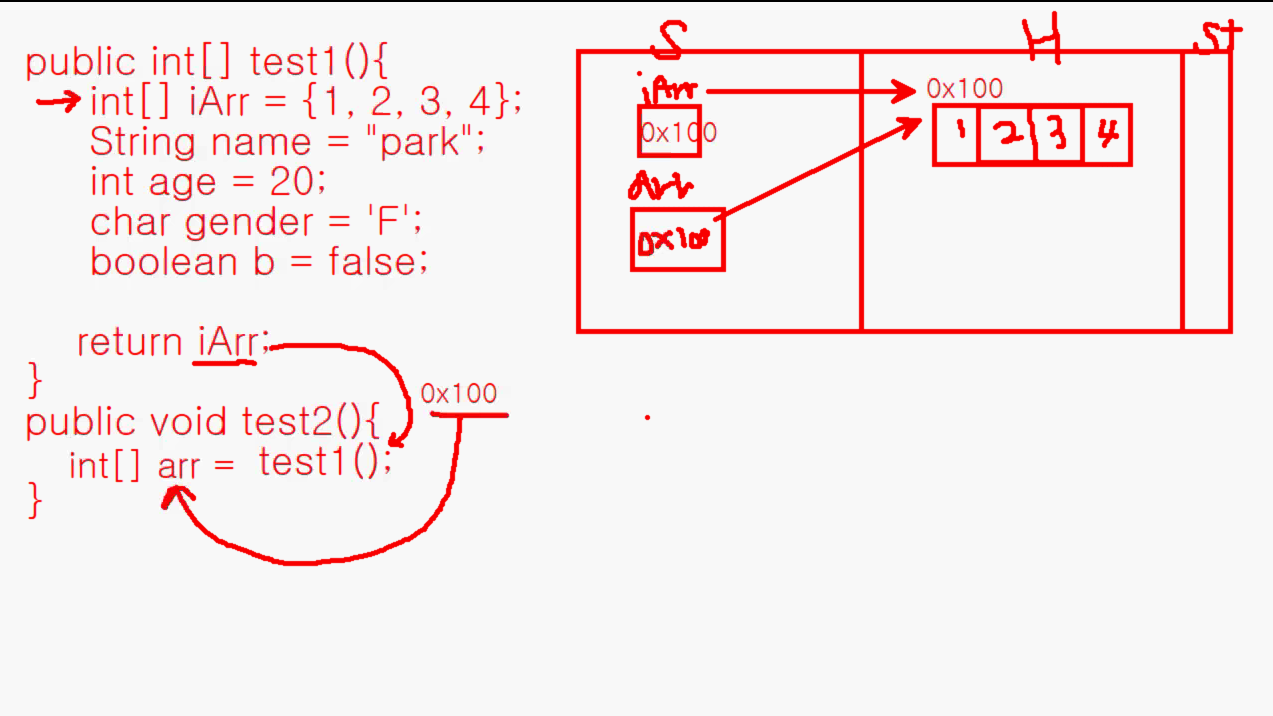 public int[] test1(){
int[] iArr = {1, 2, 3, 4};
String name = "park";
int age = 20;
char gender = 'F';
boolean b = false;
return iArr;
}
0x100
public void test2(){
int[] arr = test1();
}
S H St
iArr
0x100
0x100
1 2 3 4
Arr
0x100